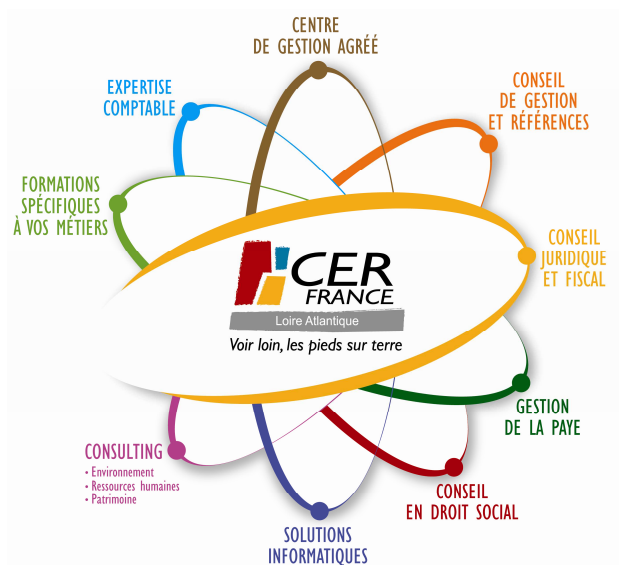 CENTRE
DE GESTION AGRÉÉ
CONSEIL
DE GESTION
ET RÉFÉRENCES
EXPERTISE
COMPTABLE
FORMATIONS
SPÉCIFIQUES
À VOS MÉTIERS
CONSEIL
JURIDIQUE
ET FISCAL
CER
FRANCE
Loire Atlantique
Voir loin, les pieds sur terre
GESTION
DE LA PAYE
CONSULTING
• Environnement
• Ressources humaines
• Patrimoine
CONSEIL
EN DROIT SOCIAL
SOLUTIONS
INFORMATIQUES